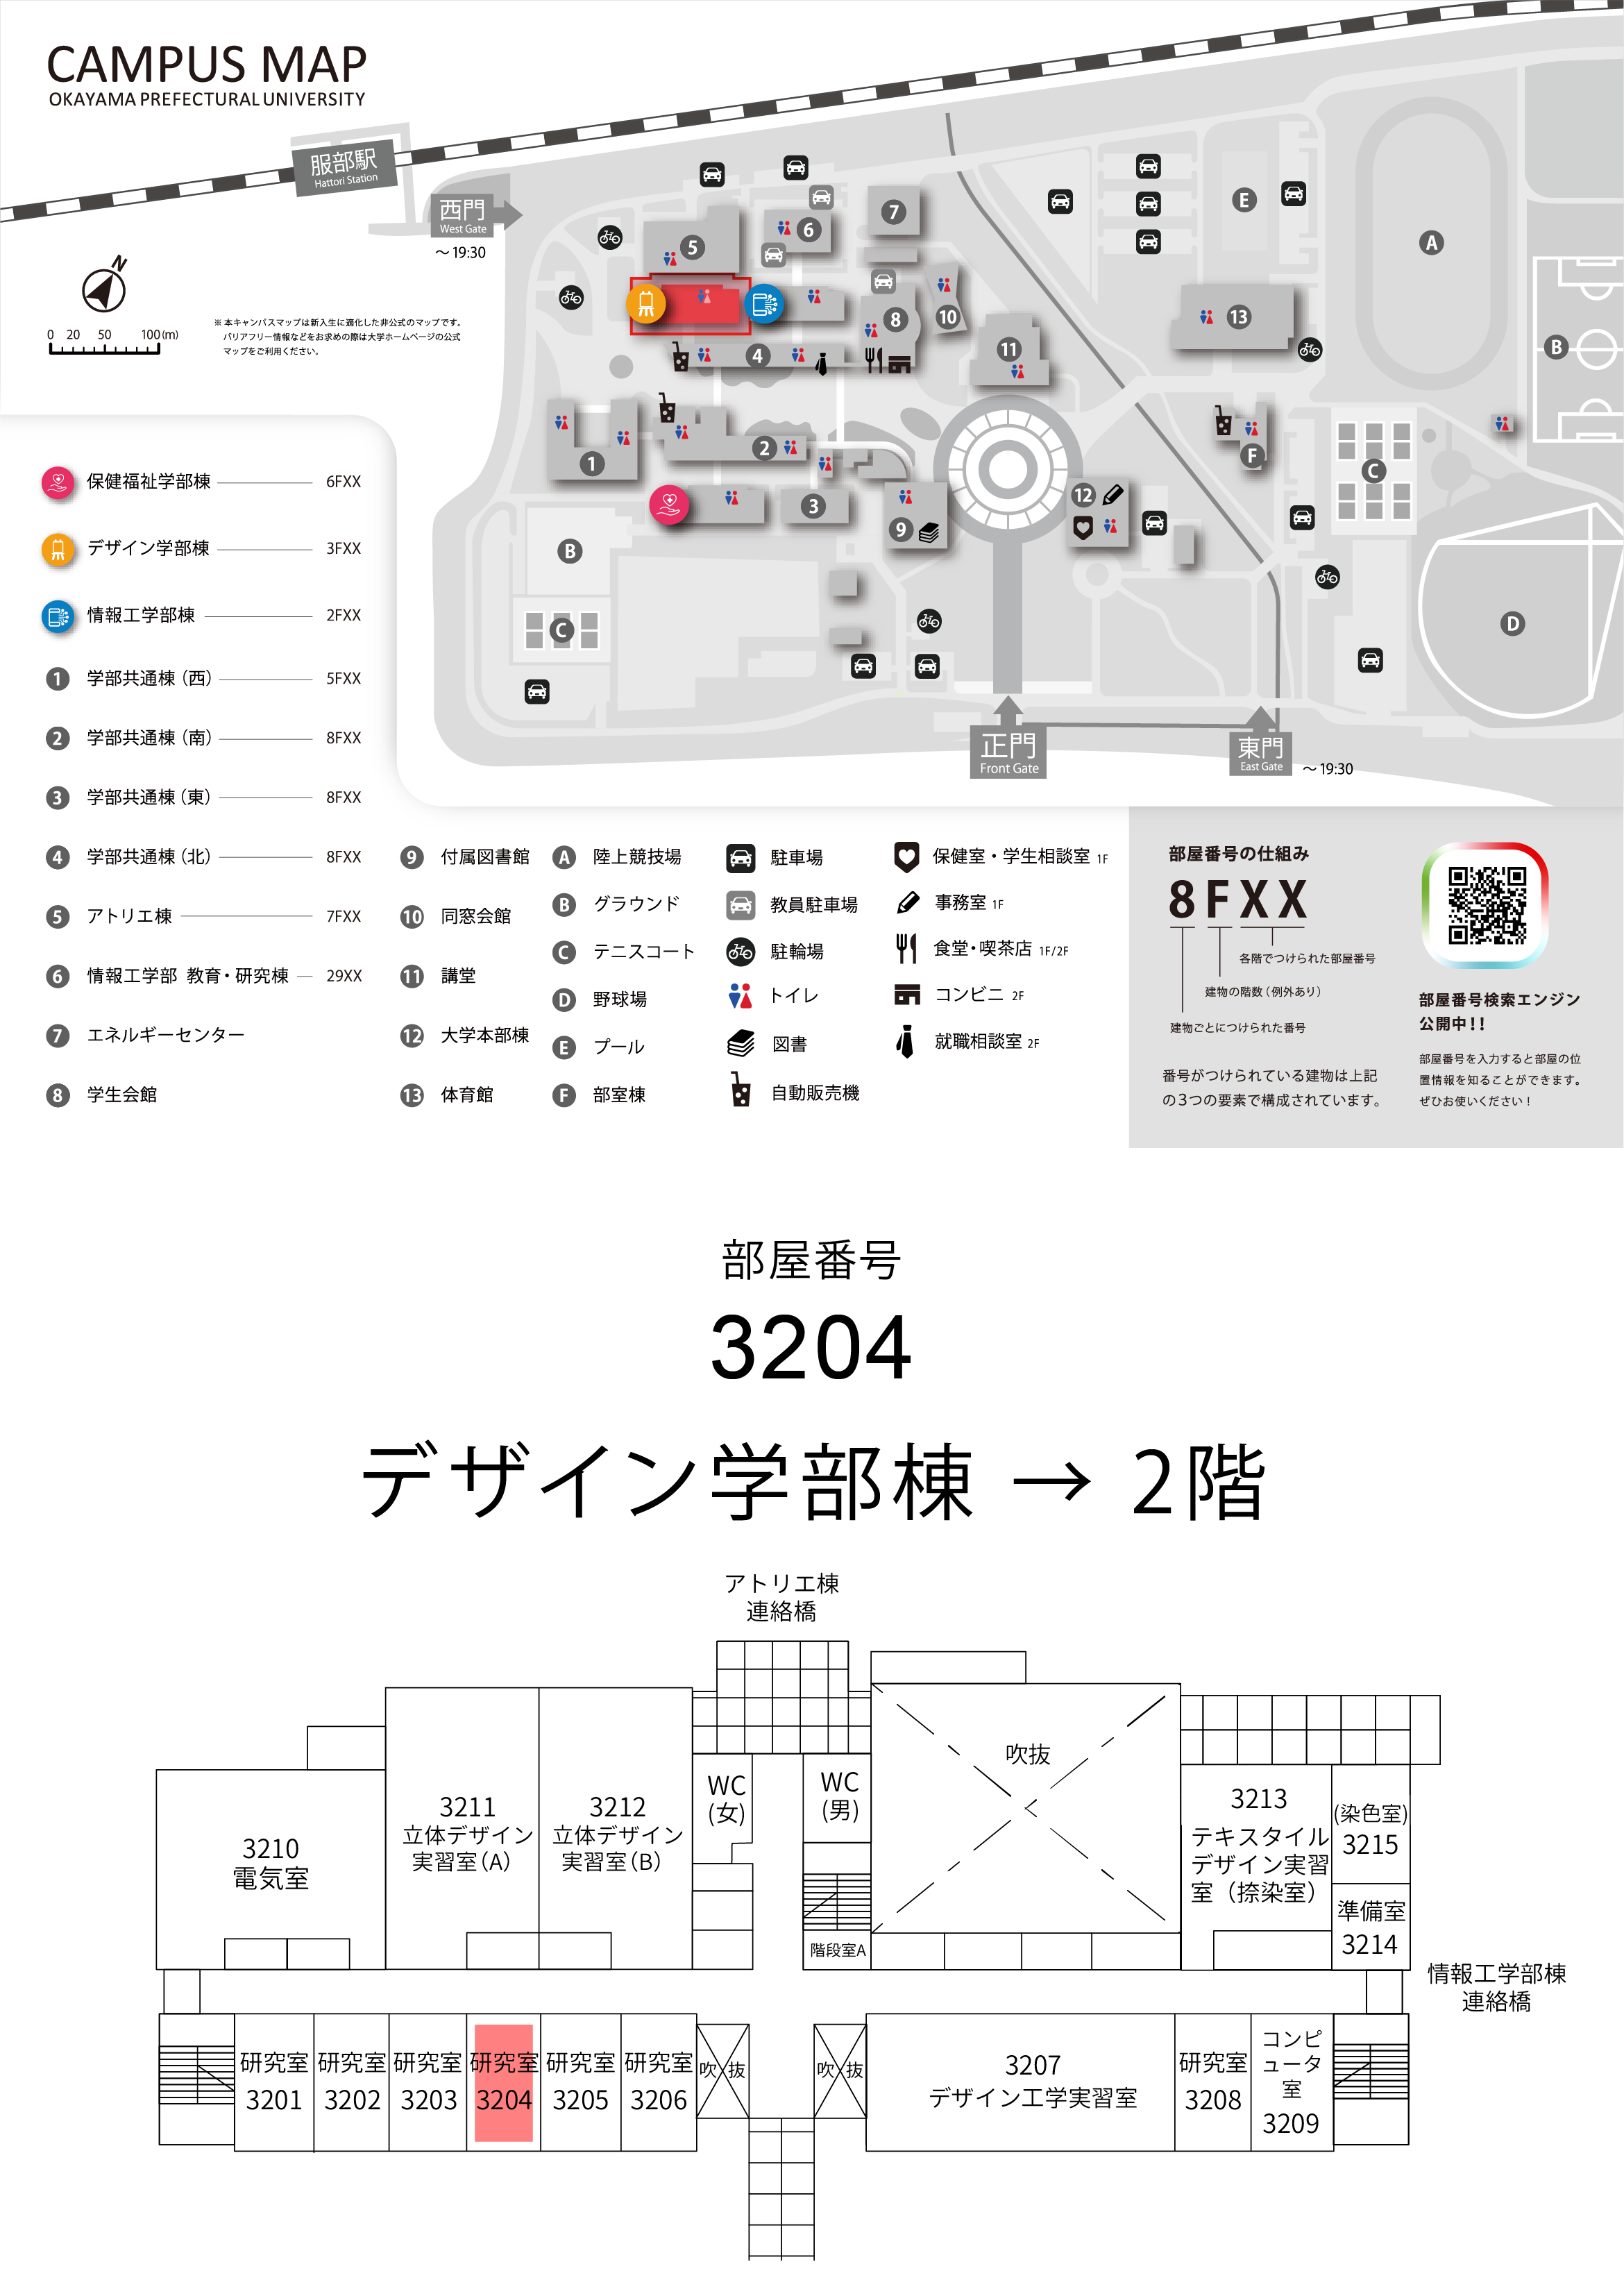 CAMPUS MAP
OKAYAMA PREFECTURAL UNIVERSITY
服部駅
Hattori Station
西門
West Gate
～19:30
N
0 20 50 100(m)
※ 本キャンパスマップは新入生に適化した非公式のマップです。
バリアフリー情報などをお求めの際は大学ホームページの公式
マップをご利用ください。
7
6
5
E
A
10
8
13
11
4
B
2
1
F
C
3
12
9
B
C
D
正門
Front Gate
東門
East Gate
～19:30
保健福祉学部棟 6FXX
デザイン学部棟 3FXX
情報工学部棟 2FXX
1 学部共通棟（西） 5FXX
2 学部共通棟（南） 8FXX
3 学部共通棟（東） 8FXX
4 学部共通棟（北） 8FXX
5 アトリエ棟 7FXX
6 情報工学部 教育・研究棟 29XX
7 エネルギーセンター
8 学生会館
9 付属図書館
10 同窓会館
11 講堂
12 大学本部棟
13 体育館
A 陸上競技場
B グラウンド
C テニスコート
D 野球場
E プール
F 部室棟
駐車場
教員駐車場
駐輪場
トイレ
図書
自動販売機
保健室・学生相談室 1F
事務室 1F
食堂・喫茶店 1F/2F
コンビニ 2F
就職相談室 2F
部屋番号の仕組み
8FXX
各階でつけられた部屋番号
建物の階数（例外あり）
建物ごとにつけられた番号
番号がつけられている建物は上記
の3つの要素で構成されています。
部屋番号検索エンジン
公開中！！
部屋番号を入力すると部屋の位
置情報を知ることができます。
ぜひお使いください！
部屋番号
3204
デザイン学部棟 → 2階
アトリエ棟
連絡橋
3210
電気室
3211
立体デザイン
実習室（A）
3212
立体デザイン
実習室（B）
WC
(女)
WC
(男)
階段室A
吹抜
3213
テキスタイル
デザイン実習
室（捺染室）
(染色室)
3215
準備室
3214
情報工学部棟
連絡橋
研究室
3201
研究室
3202
研究室
3203
研究室
3204
研究室
3205
研究室
3206
吹抜
吹抜
3207
デザイン工学実習室
研究室
3208
コンピ
ュータ
室
3209